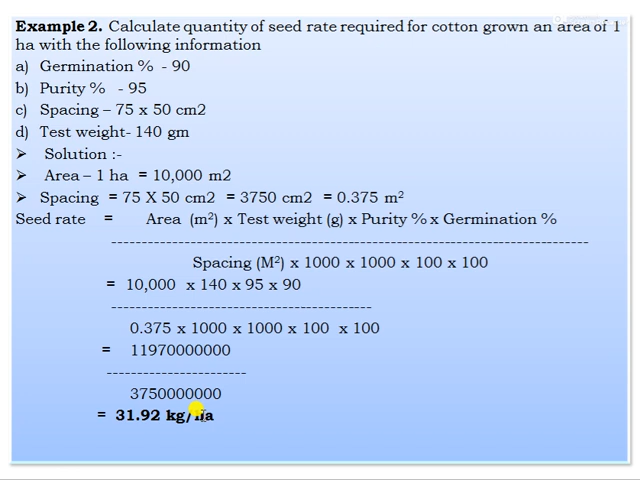 Example 2. Calculate quantity of seed rate required for cotton grown an area of 1
ha with the following information
a) Germination % - 90
b) Purity % - 95
c) Spacing – 75 x 50 cm2
d) Test weight- 140 gm
➢ Solution :-
➢ Area – 1 ha = 10,000 m2
➢ Spacing = 75 X 50 cm2 = 3750 cm2 = 0.375 m²
Seed rate = Area (m²) x Test weight (g) x Purity % x Germination %
--------------------------------------------------------------------------------
Spacing (M²) x 1000 x 1000 x 100 x 100
= 10,000 x 140 x 95 x 90
-------------------------------------------
0.375 x 1000 x 1000 x 100 x 100
= 11970000000
-----------------------
3750000000
= 31.92 kg/ha